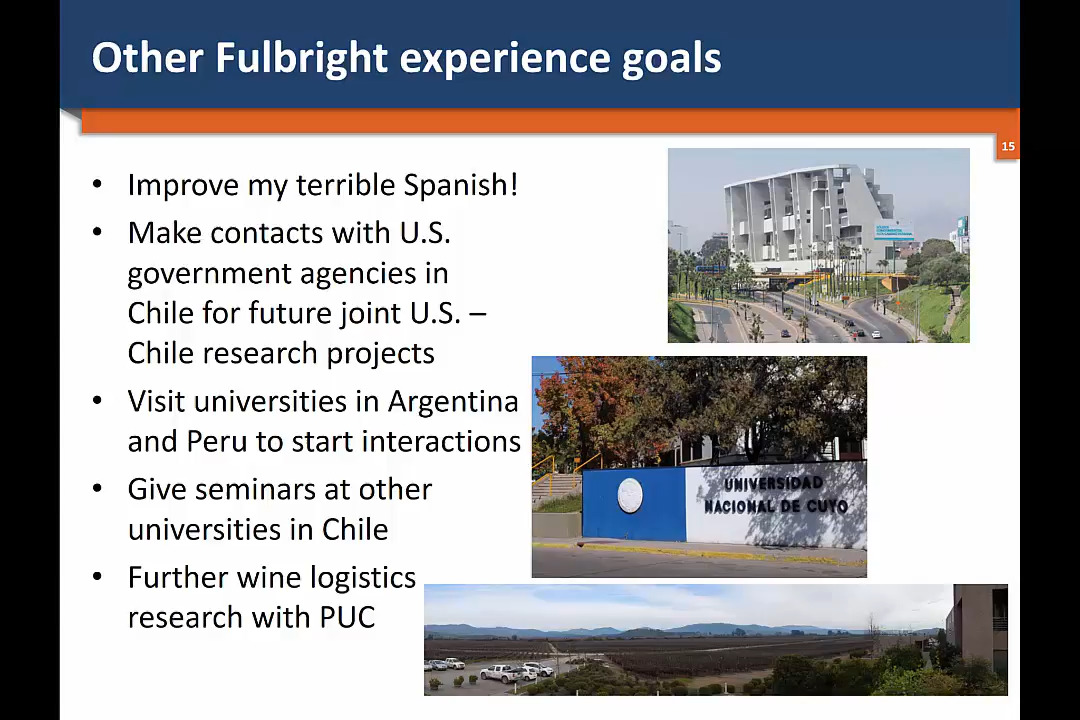 Other Fulbright experience goals
15
• Improve my terrible Spanish!
• Make contacts with U.S.
government agencies in
Chile for future joint U.S. –
Chile research projects
• Visit universities in Argentina
and Peru to start interactions
• Give seminars at other
universities in Chile
• Further wine logistics
research with PUC
UNIVERSIDAD
NACIONAL DE CUYO